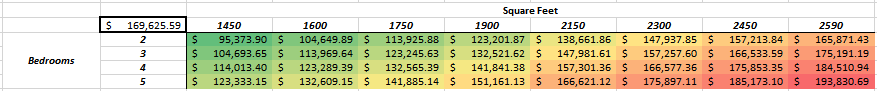 Square Feet
$ 169,625.59 1450 1600 1750 1900 2150 2300 2450 2590
2 $ 95,373.90 $ 104,649.89 $ 113,925.88 $ 123,201.87 $ 138,661.86 $ 147,937.85 $ 157,213.84 $ 165,871.43
3 $ 104,693.65 $ 113,969.64 $ 123,245.63 $ 132,521.62 $ 147,981.61 $ 157,257.60 $ 166,533.59 $ 175,191.19
Bedrooms
4 $ 114,013.40 $ 123,289.39 $ 132,565.39 $ 141,841.38 $ 157,301.36 $ 166,577.36 $ 175,853.35 $ 184,510.94
5 $ 123,333.15 $ 132,609.15 $ 141,885.14 $ 151,161.13 $ 166,621.12 $ 175,897.11 $ 185,173.10 $ 193,830.69